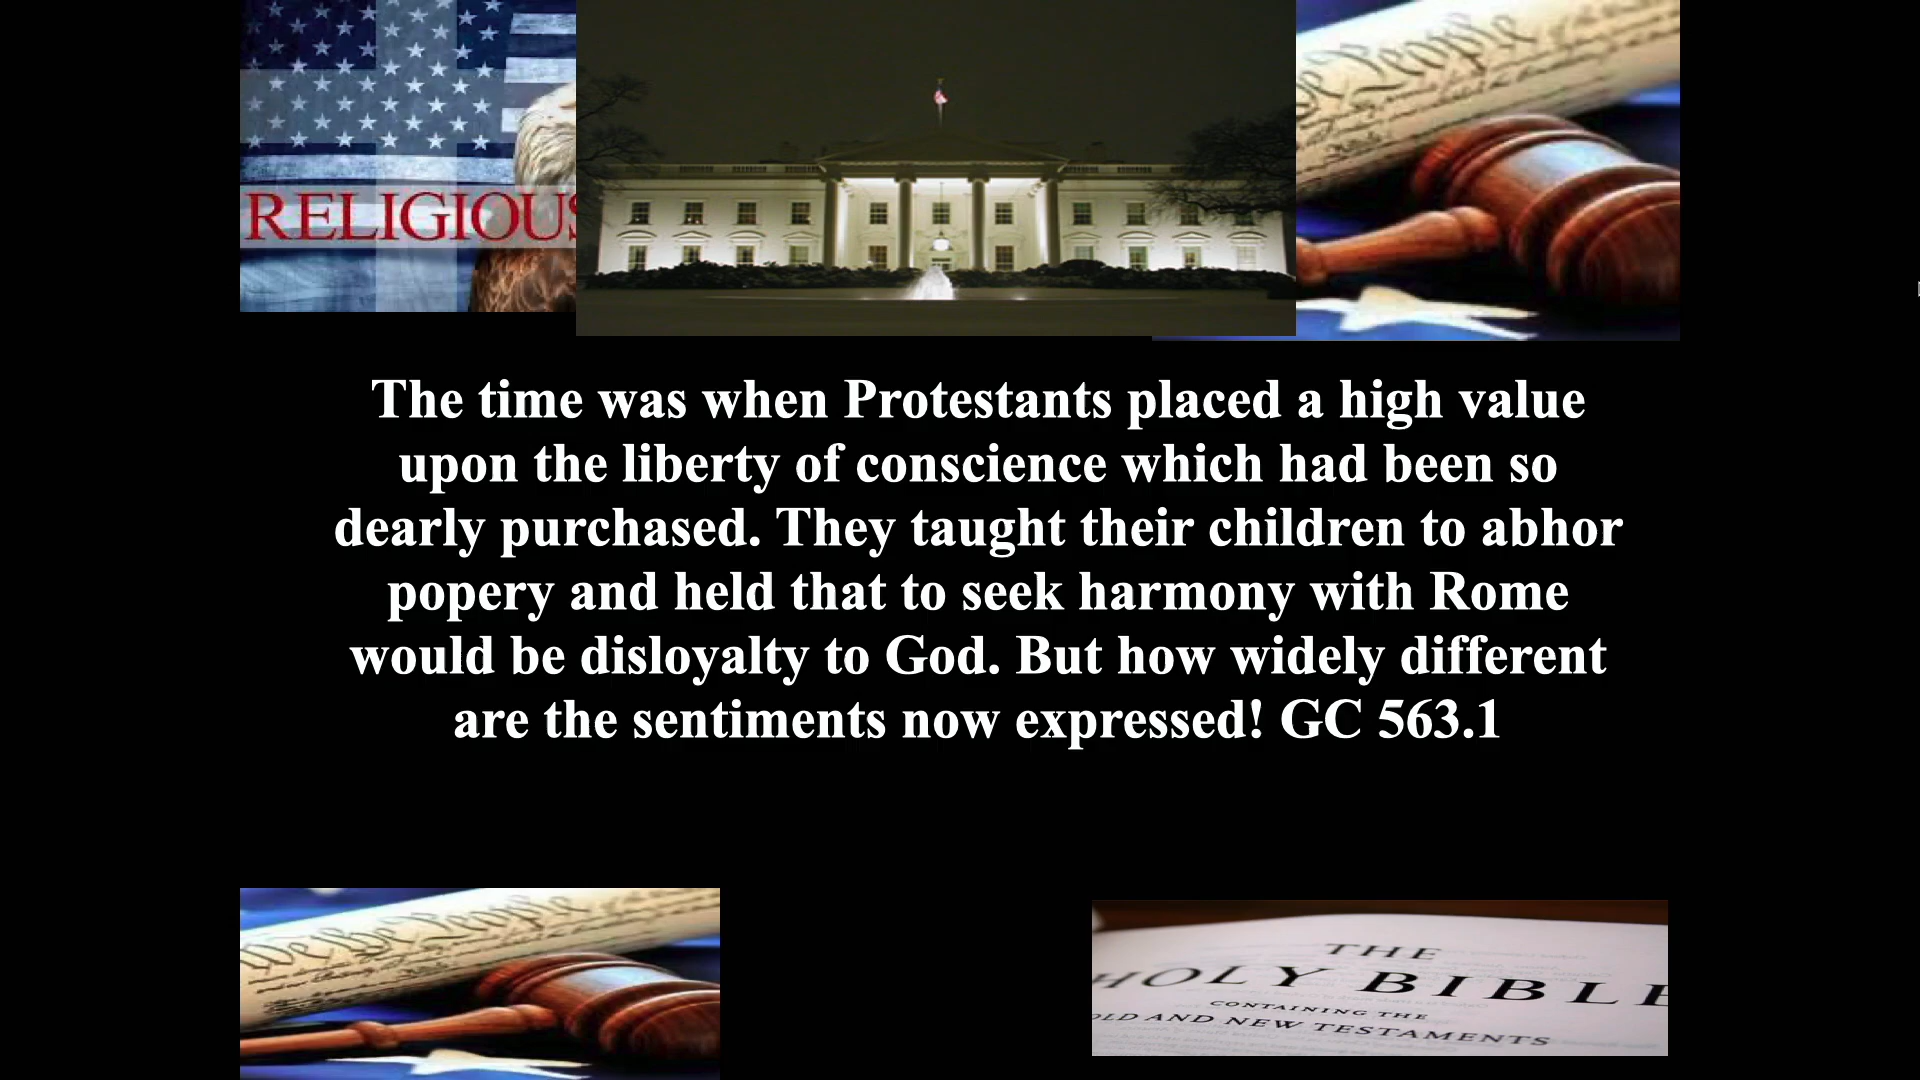 RELIGIOUS
We the People
The time was when Protestants placed a high value
upon the liberty of conscience which had been so
dearly purchased. They taught their children to abhor
popery and held that to seek harmony with Rome
would be disloyalty to God. But how widely different
are the sentiments now expressed! GC 563.1
We the People
THE
HOLY BIBLE
CONTAINING THE
OLD AND NEW TESTAMENTS